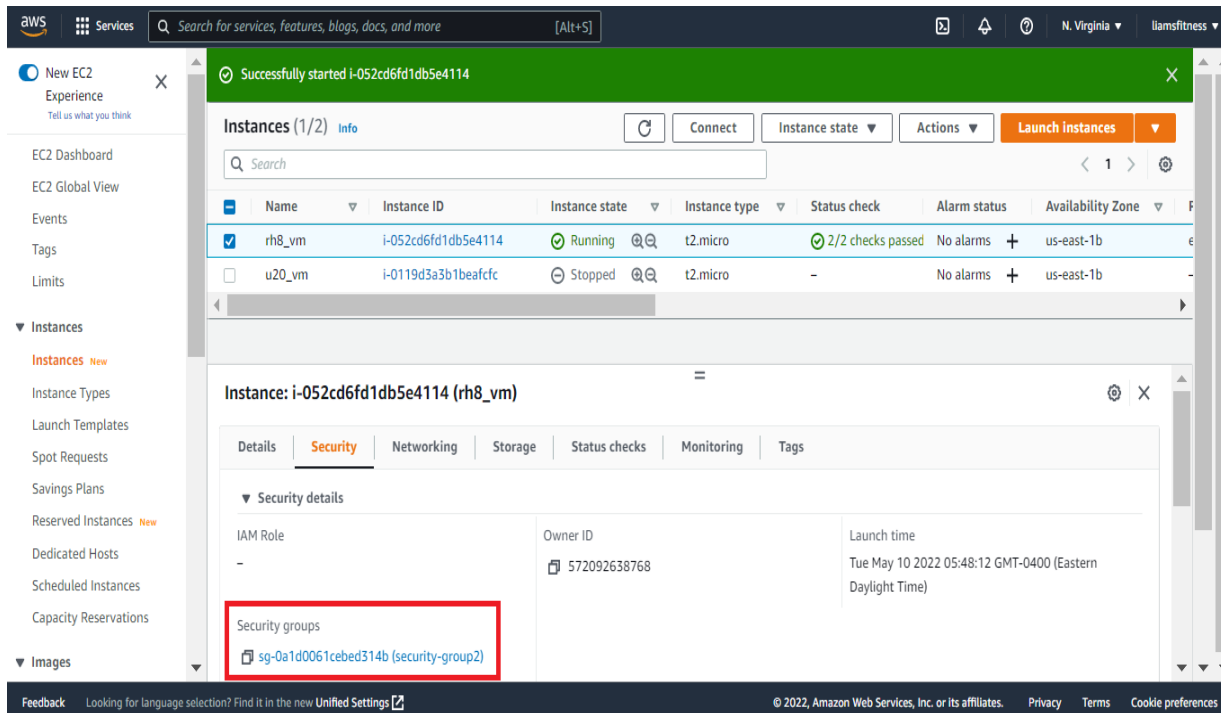 aws
Services
Search for services, features, blogs, docs, and more
[Alt+S]
N. Virginia
liamsfitness
New EC2
Experience
Tell us what you think
EC2 Dashboard
EC2 Global View
Events
Tags
Limits
Instances
Instances New
Instance Types
Launch Templates
Spot Requests
Savings Plans
Reserved Instances New
Dedicated Hosts
Scheduled Instances
Capacity Reservations
Images
Successfully started i-052cd6fd1db5e4114
Instances (1/2) Info
Connect
Instance state
Actions
Launch instances
Search
1
Name Instance ID Instance state Instance type Status check Alarm status Availability Zone
rh8_vm i-052cd6fd1db5e4114 Running t2.micro 2/2 checks passed No alarms + us-east-1b
u20_vm i-0119d3a3b1beafcfc Stopped t2.micro – No alarms + us-east-1b –
Instance: i-052cd6fd1db5e4114 (rh8_vm)
Details Security Networking Storage Status checks Monitoring Tags
Security details
IAM Role
–
Owner ID
572092638768
Launch time
Tue May 10 2022 05:48:12 GMT-0400 (Eastern
Daylight Time)
Security groups
sg-0a1d0061cebed314b (security-group2)
Feedback Looking for language selection? Find it in the new Unified Settings
© 2022, Amazon Web Services, Inc. or its affiliates. Privacy Terms Cookie preferences